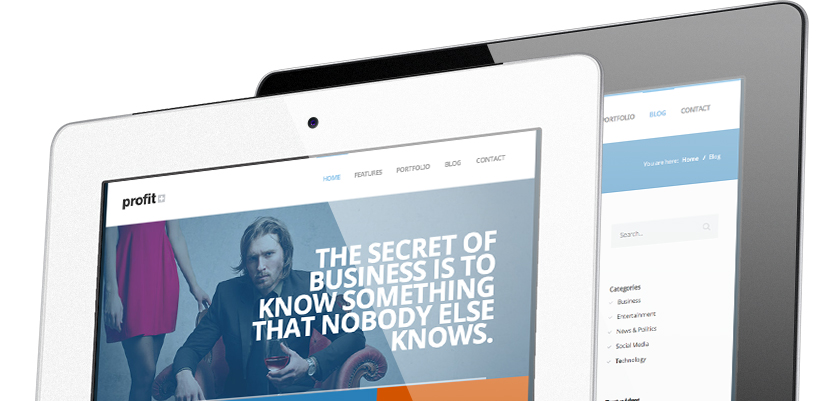 profit
HOME FEATURES PORTFOLIO BLOG CONTACT
THE SECRET OF
BUSINESS IS TO
KNOW SOMETHING
THAT NOBODY ELSE
KNOWS.
PORTFOLIO BLOG CONTACT
You are here: Home / Blog
Search...
Categories
Business
Entertainment
News & Politics
Social Media
Technology